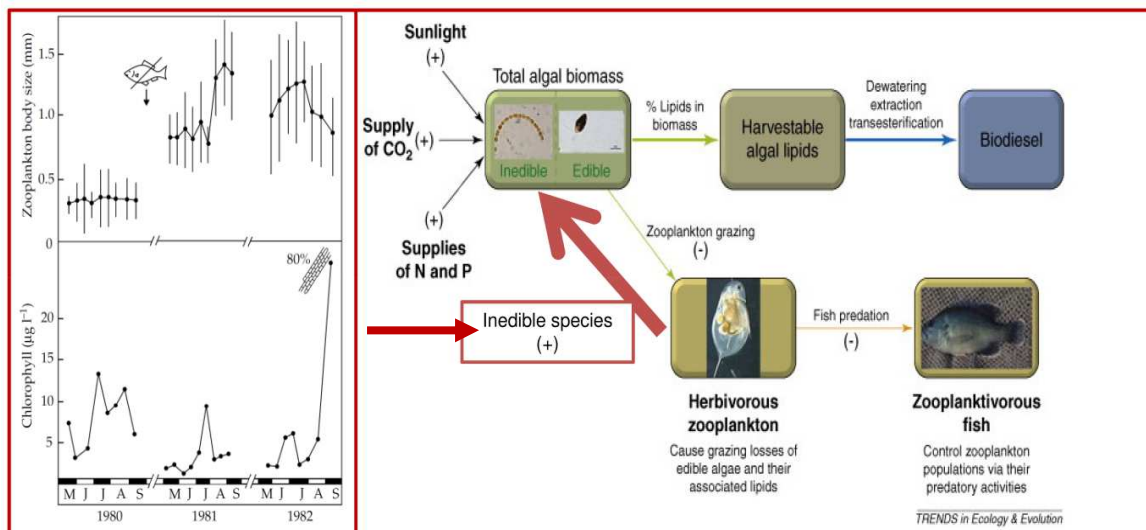 Zooplankton body size (mm)
1.5
1.0
0.5
0
Chlorophyll (µg l⁻¹)
20
15
10
5
80%
M J J A S
M J J A S
M J J A S
1980
1981
1982
Sunlight
(+)
Supply
of CO2
(+)
(+)
Supplies
of N and P
Total algal biomass
Inedible
Edible
% Lipids in
biomass
Harvestable
algal lipids
Dewatering
extraction
transesterification
Biodiesel
Zooplankton grazing
(-)
Inedible species
(+)
Fish predation
(-)
Herbivorous
zooplankton
Cause grazing losses of
edible algae and their
associated lipids
Zooplanktivorous
fish
Control zooplankton
populations via their
predatory activities
TRENDS in Ecology & Evolution